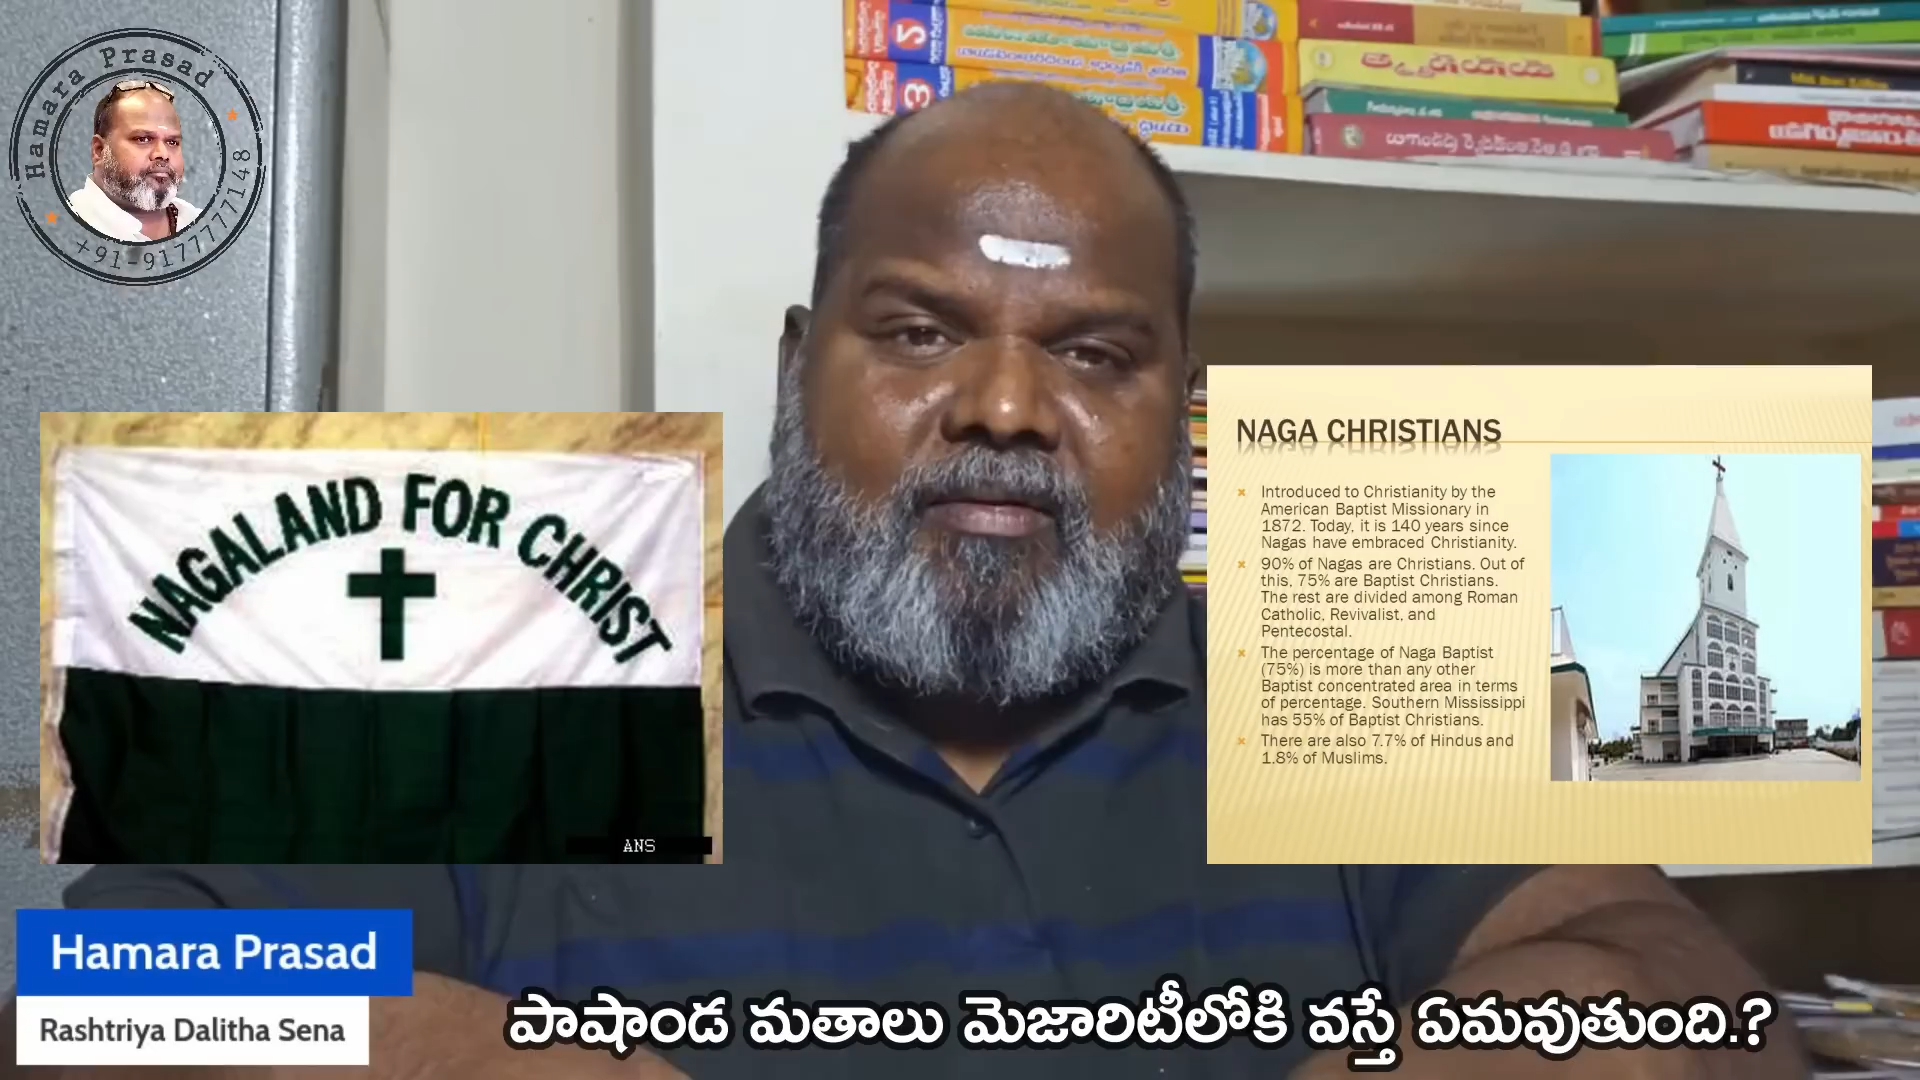 Hamara Prasad
+91-9177777148
NAGALAND FOR CHRIST
ANS
NAGA CHRISTIANS
Introduced to Christianity by the
American Baptist Missionary in
1872. Today, it is 140 years since
Nagas have embraced Christianity.
90% of Nagas are Christians. Out of
this, 75% are Baptist Christians.
The rest are divided among Roman
Catholic, Revivalist, and
Pentecostal.
The percentage of Naga Baptist
(75%) is more than any other
Baptist concentrated area in terms
of percentage. Southern Mississippi
has 55% of Baptist Christians.
There are also 7.7% of Hindus and
1.8% of Muslims.
Hamara Prasad
Rashtriya Dalitha Sena
పాషాండ మతాలు మెజారిటీలోకి వస్తే ఏమవుతుంది.?